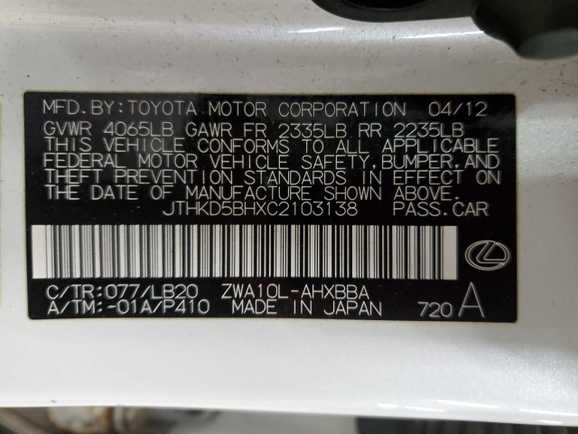 MFD. BY: TOYOTA MOTOR CORPORATION 04/12
GVWR 4065LB GAWR FR 2335LB RR 2235LB
THIS VEHICLE CONFORMS TO ALL APPLICABLE
FEDERAL MOTOR VEHICLE SAFETY, BUMPER, AND
THEFT PREVENTION STANDARDS IN EFFECT ON
THE DATE OF MANUFACTURE SHOWN ABOVE.
JTHKD5BHXC2103138 PASS. CAR
C/TR: 077/LB20 ZWA10L-AHXBBA
A/TM: -01A/P410 MADE IN JAPAN 720 A